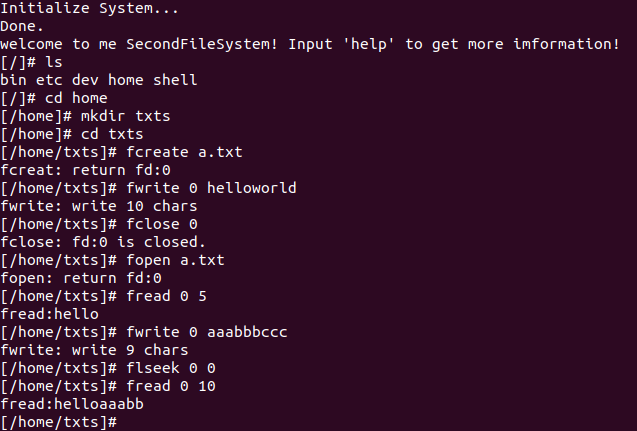 Initialize System...
Done.
welcome to me SecondFileSystem! Input 'help' to get more imformation!
[/]# ls
bin etc dev home shell
[/]# cd home
[/home]# mkdir txts
[/home]# cd txts
[/home/txts]# fcreate a.txt
fcreat: return fd:0
[/home/txts]# fwrite 0 helloworld
fwrite: write 10 chars
[/home/txts]# fclose 0
fclose: fd:0 is closed.
[/home/txts]# fopen a.txt
fopen: return fd:0
[/home/txts]# fread 0 5
fread:hello
[/home/txts]# fwrite 0 aaabbbccc
fwrite: write 9 chars
[/home/txts]# flseek 0 0
[/home/txts]# fread 0 10
fread:helloaaabb
[/home/txts]#